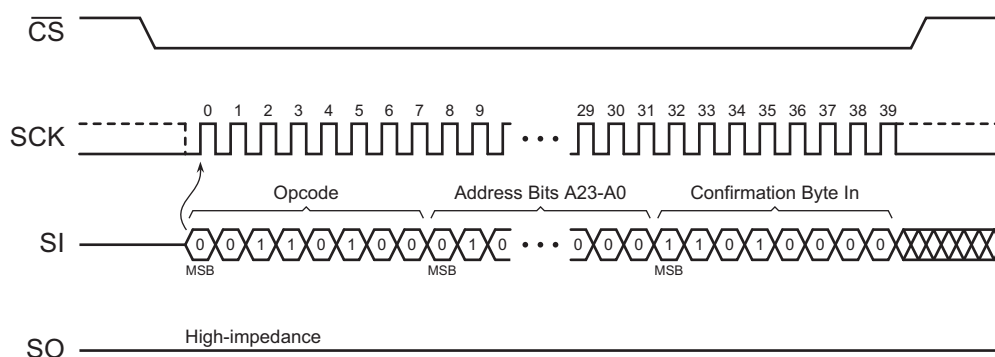 CS
0 1 2 3 4 5 6 7 8 9 29 30 31 32 33 34 35 36 37 38 39
SCK
• • •
Opcode Address Bits A23-A0 Confirmation Byte In
SI 0 0 1 1 0 1 0 0 0 1 0 • • • 0 0 0 1 1 0 1 0 0 0 0
MSB MSB MSB
High-impedance
SO